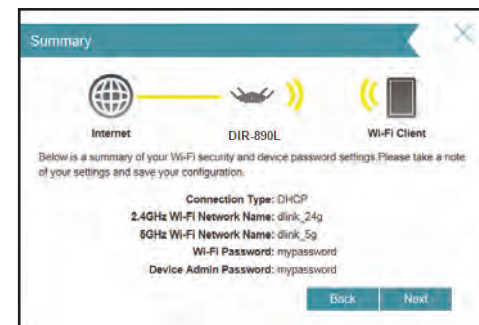 Summary
Internet
DIR-890L
Wi-Fi Client
Below is a summary of your Wi-Fi security and device password settings.Please take a note
of your settings and save your configuration.
Connection Type: DHCP
2.4GHz Wi-Fi Network Name: dlink_24g
5GHz Wi-Fi Network Name: dlink_5g
Wi-Fi Password: mypassword
Device Admin Password: mypassword
Back Next